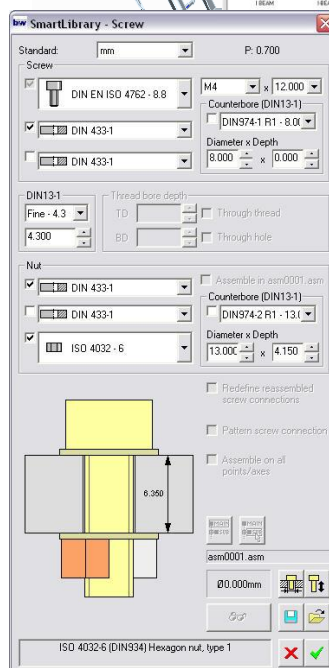 I BEAM
bw SmartLibrary - Screw
Standard: mm P: 0.700
Screw
DIN EN ISO 4762 - 8.8 M4 x 12.000
Counterbore (DIN13-1)
DIN 433-1 DIN974-1 R1 - 8.0(
Diameter x Depth
DIN 433-1 8.000 x 0.000
DIN13-1 Thread bore depth
Fine - 4.3 TD Through thread
4.300 BD Through hole
Nut
DIN 433-1 Assemble in asm0001.asm
Counterbore (DIN13-1)
DIN 433-1 DIN974-2 R1 - 13.(
Diameter x Depth
ISO 4032 - 6 13.00( x 4.150
Redefine reassembled
screw connections
Pattern screw connection
Assemble on all
points/axes
6.350
asm0001.asm
Ø0.000mm
ISO 4032-6 (DIN934) Hexagon nut, type 1